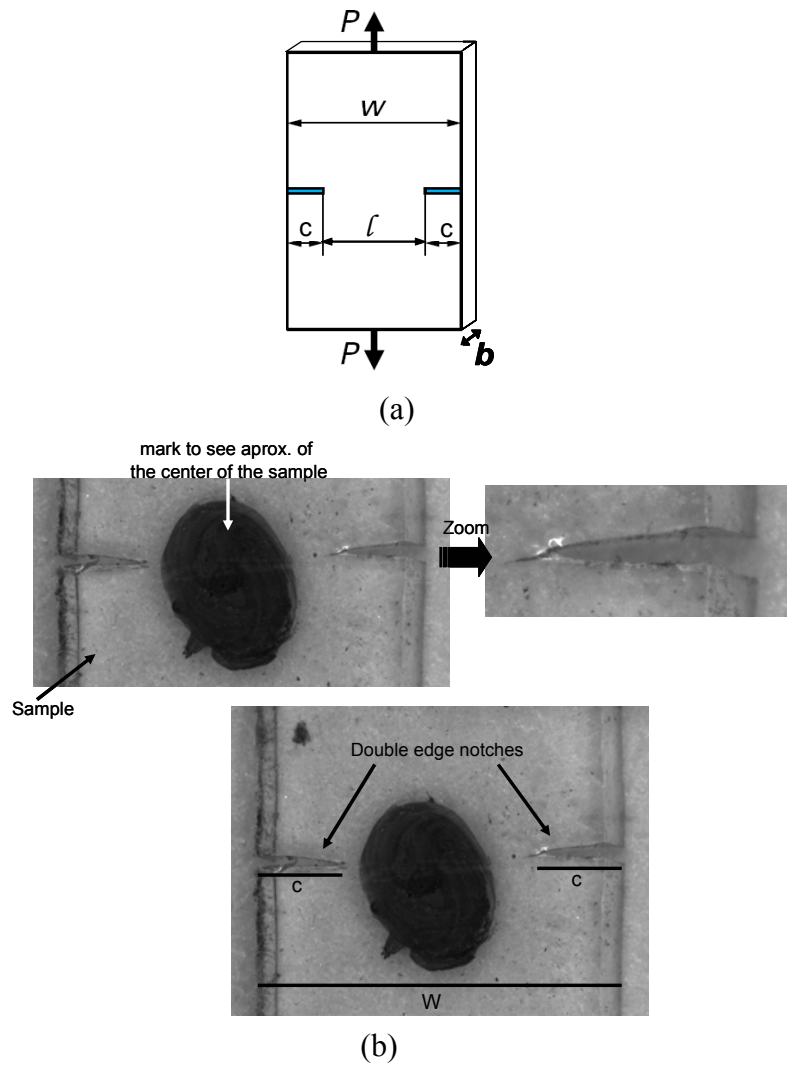 P
w
c
l
c
P
b
(a)
mark to see aprox. of
the center of the sample
Zoom
Sample
Double edge notches
c
c
W
(b)